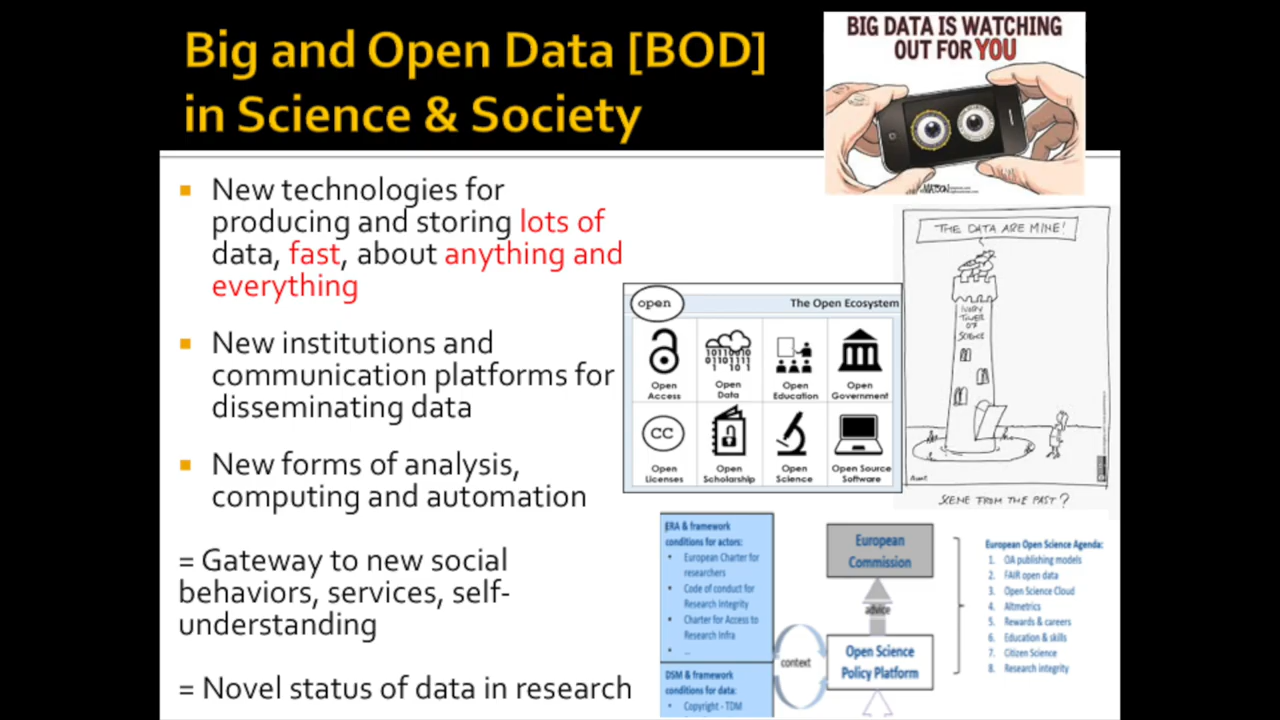 Big and Open Data [BOD]
in Science & Society
BIG DATA IS WATCHING
OUT FOR YOU
MATSON
New technologies for
producing and storing lots of
data, fast, about anything and
everything
New institutions and
communication platforms for
disseminating data
New forms of analysis,
computing and automation
= Gateway to new social
behaviors, services, self-
understanding
= Novel status of data in research
open
The Open Ecosystem
Open
Access
Open
Data
Open
Education
Open
Government
CC
Open
Licenses
Open
Scholarship
Open
Science
Open Source
Software
THE DATA ARE MINE!
IVORY
TOWER
OF
SCIENCE
SCENE FROM THE PAST?
ERA & framework
conditions for actors:
• European Charter for
researchers
• Code of conduct for
Research Integrity
• Charter for Access to
Research Infra
• ...
DSM & framework
conditions for data:
• Copyright - TDM
context
European
Commission
advice
Open Science
Policy Platform
European Open Science Agenda:
1. OA publishing models
2. FAIR open data
3. Open Science Cloud
4. Altmetrics
5. Rewards & careers
6. Education & skills
7. Citizen Science
8. Research integrity